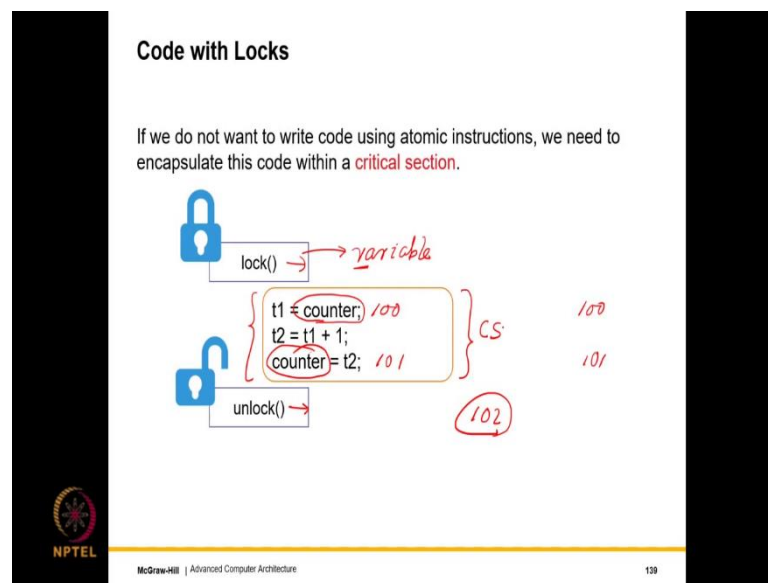 Code with Locks
If we do not want to write code using atomic instructions, we need to
encapsulate this code within a critical section.
lock() → variable
t1 = counter; 100 100
t2 = t1 + 1; CS
counter = t2; 101 101
unlock() → 102
NPTEL
McGraw-Hill | Advanced Computer Architecture 139